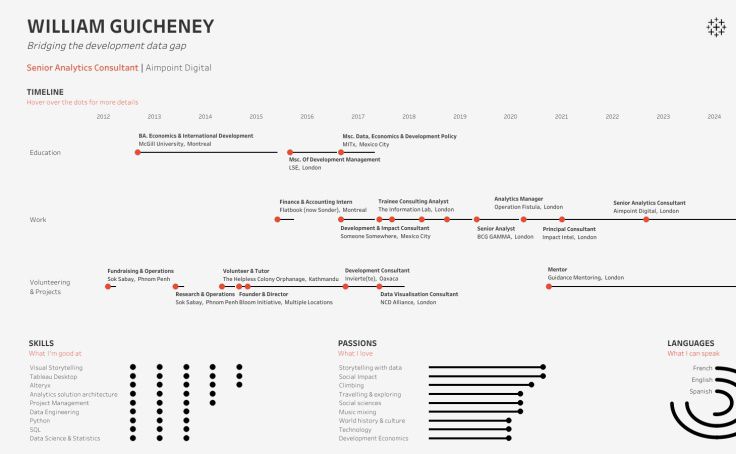 WILLIAM GUICHENEY
Bridging the development data gap
Senior Analytics Consultant | Aimpoint Digital
TIMELINE
Hover over the dots for more details
2012 2013 2014 2015 2016 2017 2018 2019 2020 2021 2022 2023 2024
Education
BA. Economics & International Development
McGill University, Montreal
Msc. Of Development Management
LSE, London
Msc. Data, Economics & Development Policy
MITx, Mexico City
Work
Finance & Accounting Intern
Flatbook (now Sonder), Montreal
Development & Impact Consultant
Someone Somewhere, Mexico City
Trainee Consulting Analyst
The Information Lab, London
Senior Analyst
BCG GAMMA, London
Analytics Manager
Operation Fistula, London
Principal Consultant
Impact Intel, London
Senior Analytics Consultant
Aimpoint Digital, London
Volunteering
& Projects
Fundraising & Operations
Sok Sabay, Phnom Penh
Research & Operations
Sok Sabay, Phnom Penh
Volunteer & Tutor
The Helpless Colony Orphanage, Kathmandu
Founder & Director
Bloom Initiative, Multiple Locations
Development Consultant
Invierte(te), Oaxaca
Data Visualisation Consultant
NCD Alliance, London
Mentor
Guidance Mentoring, London
SKILLS
What I'm good at
Visual Storytelling
Tableau Desktop
Alteryx
Analytics solution architecture
Project Management
Data Engineering
Python
SQL
Data Science & Statistics
PASSIONS
What I love
Storytelling with data
Social Impact
Climbing
Travelling & exploring
Social sciences
Music mixing
World history & culture
Technology
Development Economics
LANGUAGES
What I can speak
French
English
Spanish